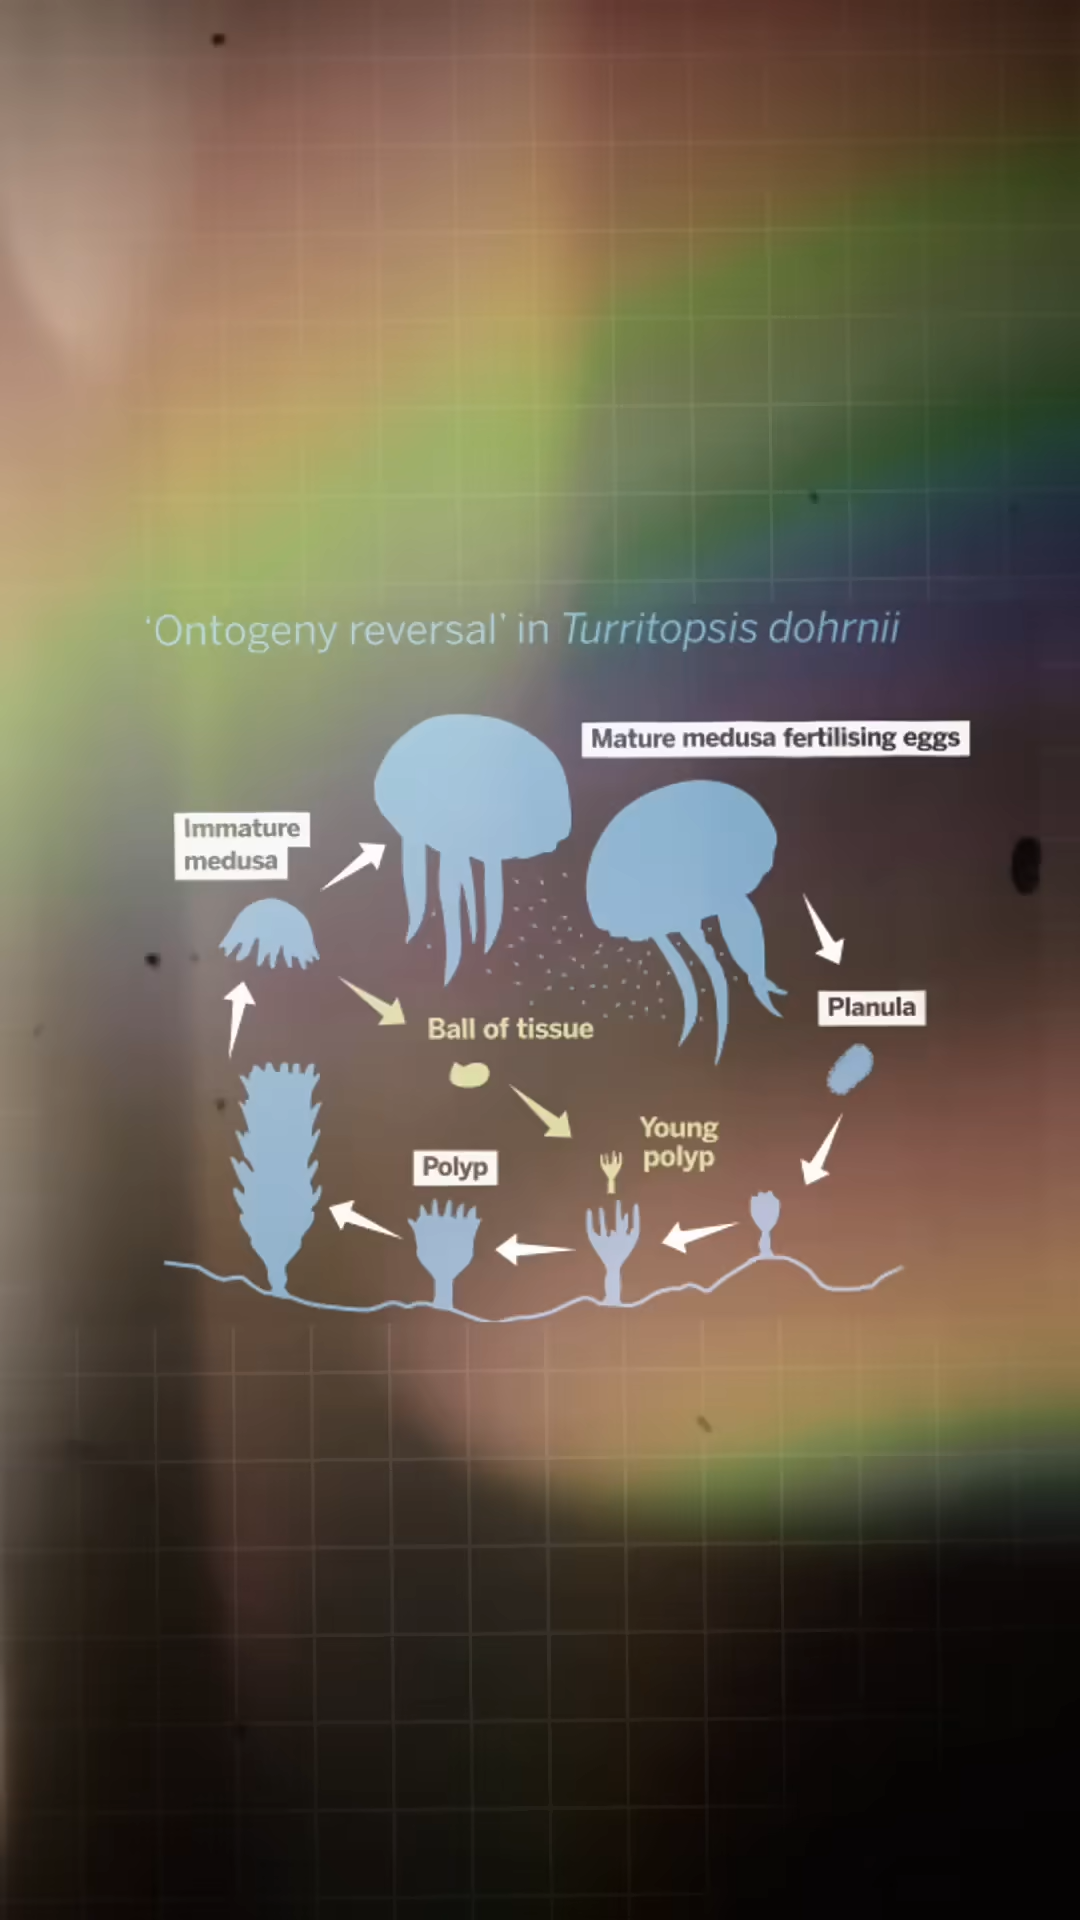 ‘Ontogeny reversal’ in Turritopsis dohrnii
Mature medusa fertilising eggs
Immature
medusa
Planula
Ball of tissue
Young
polyp
Polyp